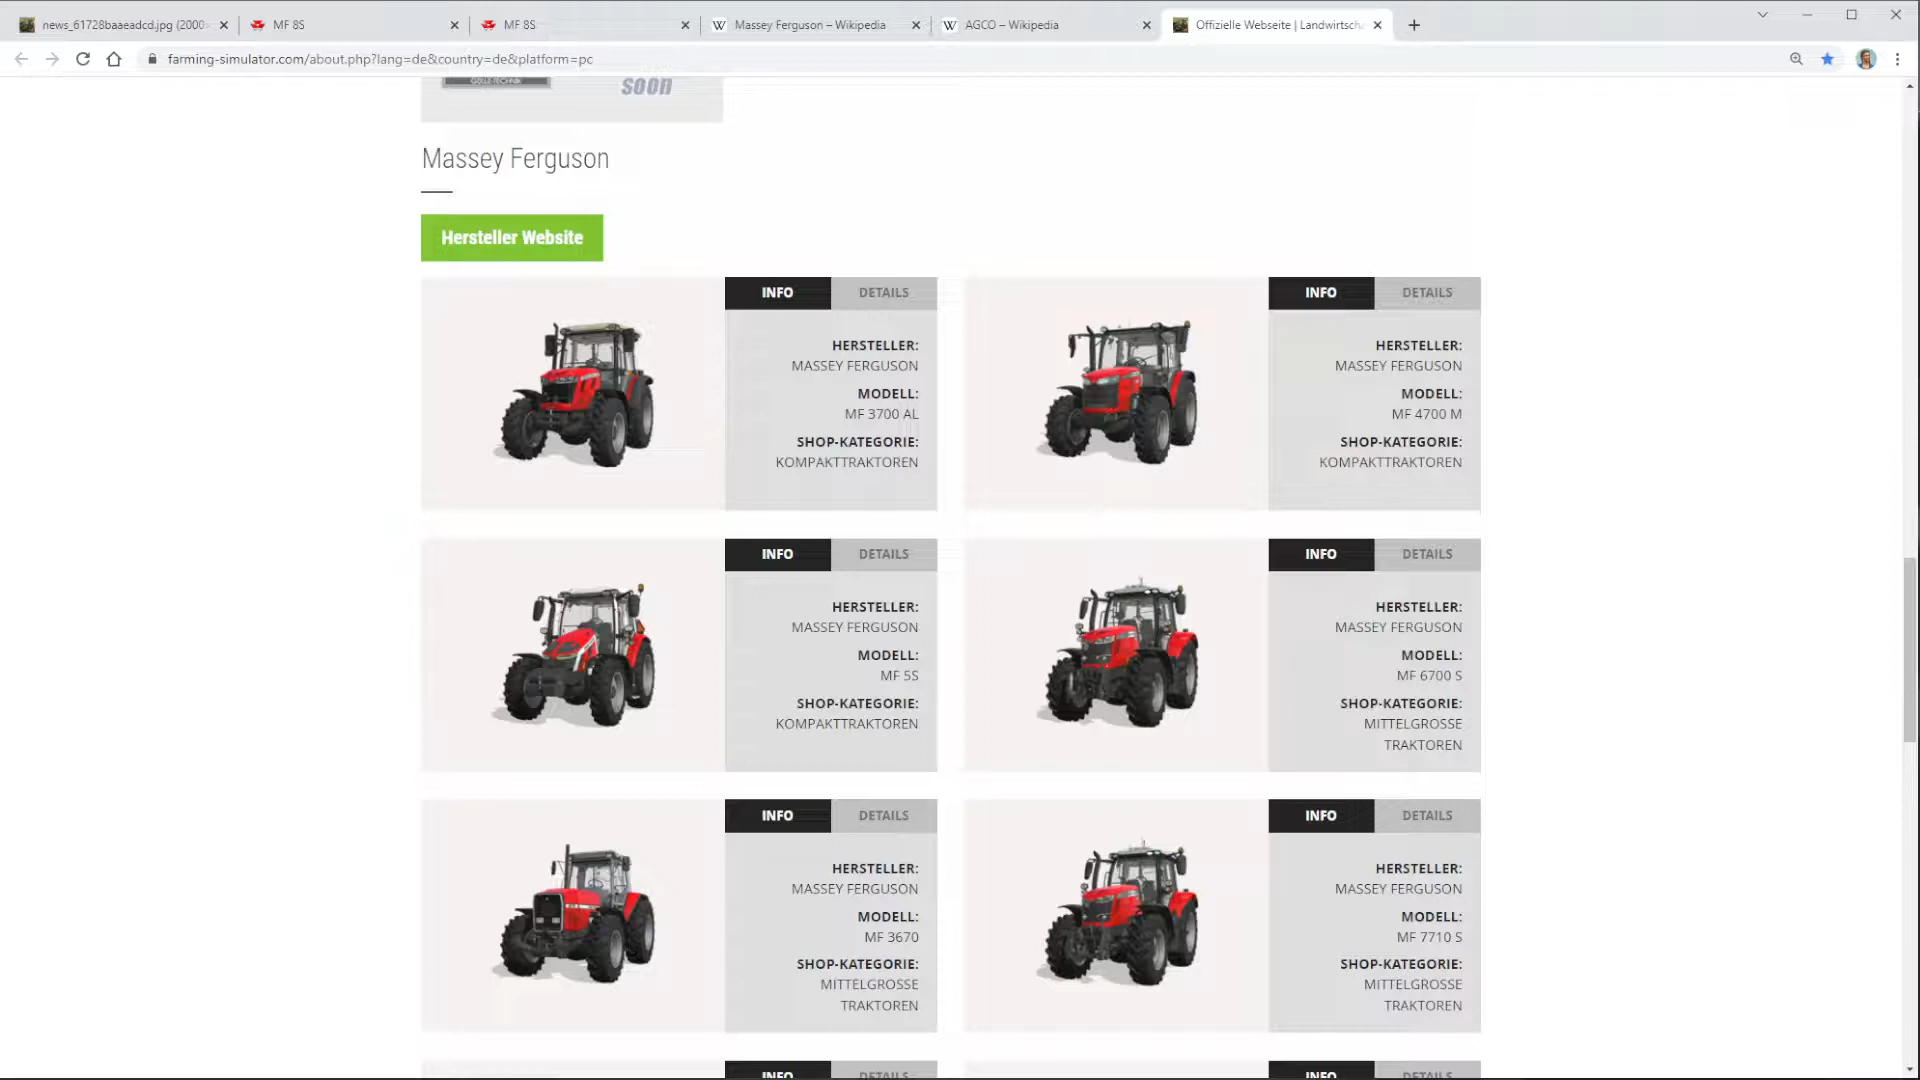 news_61728baaeadcd.jpg (2000
MF 8S
MF 8S
Massey Ferguson – Wikipedia
AGCO – Wikipedia
Offizielle Webseite | Landwirtscha
farming-simulator.com/about.php?lang=de&country=de&platform=pc
soon
Massey Ferguson
Hersteller Website
INFO DETAILS
HERSTELLER:
MASSEY FERGUSON
MODELL:
MF 3700 AL
SHOP-KATEGORIE:
KOMPAKTTRAKTOREN
INFO DETAILS
HERSTELLER:
MASSEY FERGUSON
MODELL:
MF 4700 M
SHOP-KATEGORIE:
KOMPAKTTRAKTOREN
INFO DETAILS
HERSTELLER:
MASSEY FERGUSON
MODELL:
MF 5S
SHOP-KATEGORIE:
KOMPAKTTRAKTOREN
INFO DETAILS
HERSTELLER:
MASSEY FERGUSON
MODELL:
MF 6700 S
SHOP-KATEGORIE:
MITTELGROSSE
TRAKTOREN
INFO DETAILS
HERSTELLER:
MASSEY FERGUSON
MODELL:
MF 3670
SHOP-KATEGORIE:
MITTELGROSSE
TRAKTOREN
INFO DETAILS
HERSTELLER:
MASSEY FERGUSON
MODELL:
MF 7710 S
SHOP-KATEGORIE:
MITTELGROSSE
TRAKTOREN
INFO DETAILS
INFO DETAILS